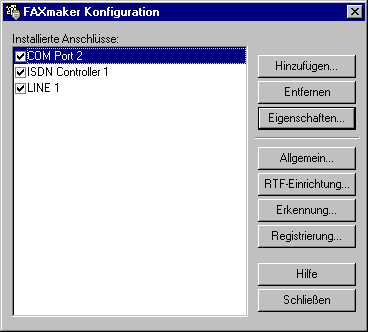 FAXmaker Konfiguration
Installierte Anschlüsse:
COM Port 2
ISDN Controller 1
LINE 1
Hinzufügen...
Entfernen
Eigenschaften...
Allgemein...
RTF-Einrichtung...
Erkennung...
Registrierung...
Hilfe
Schließen